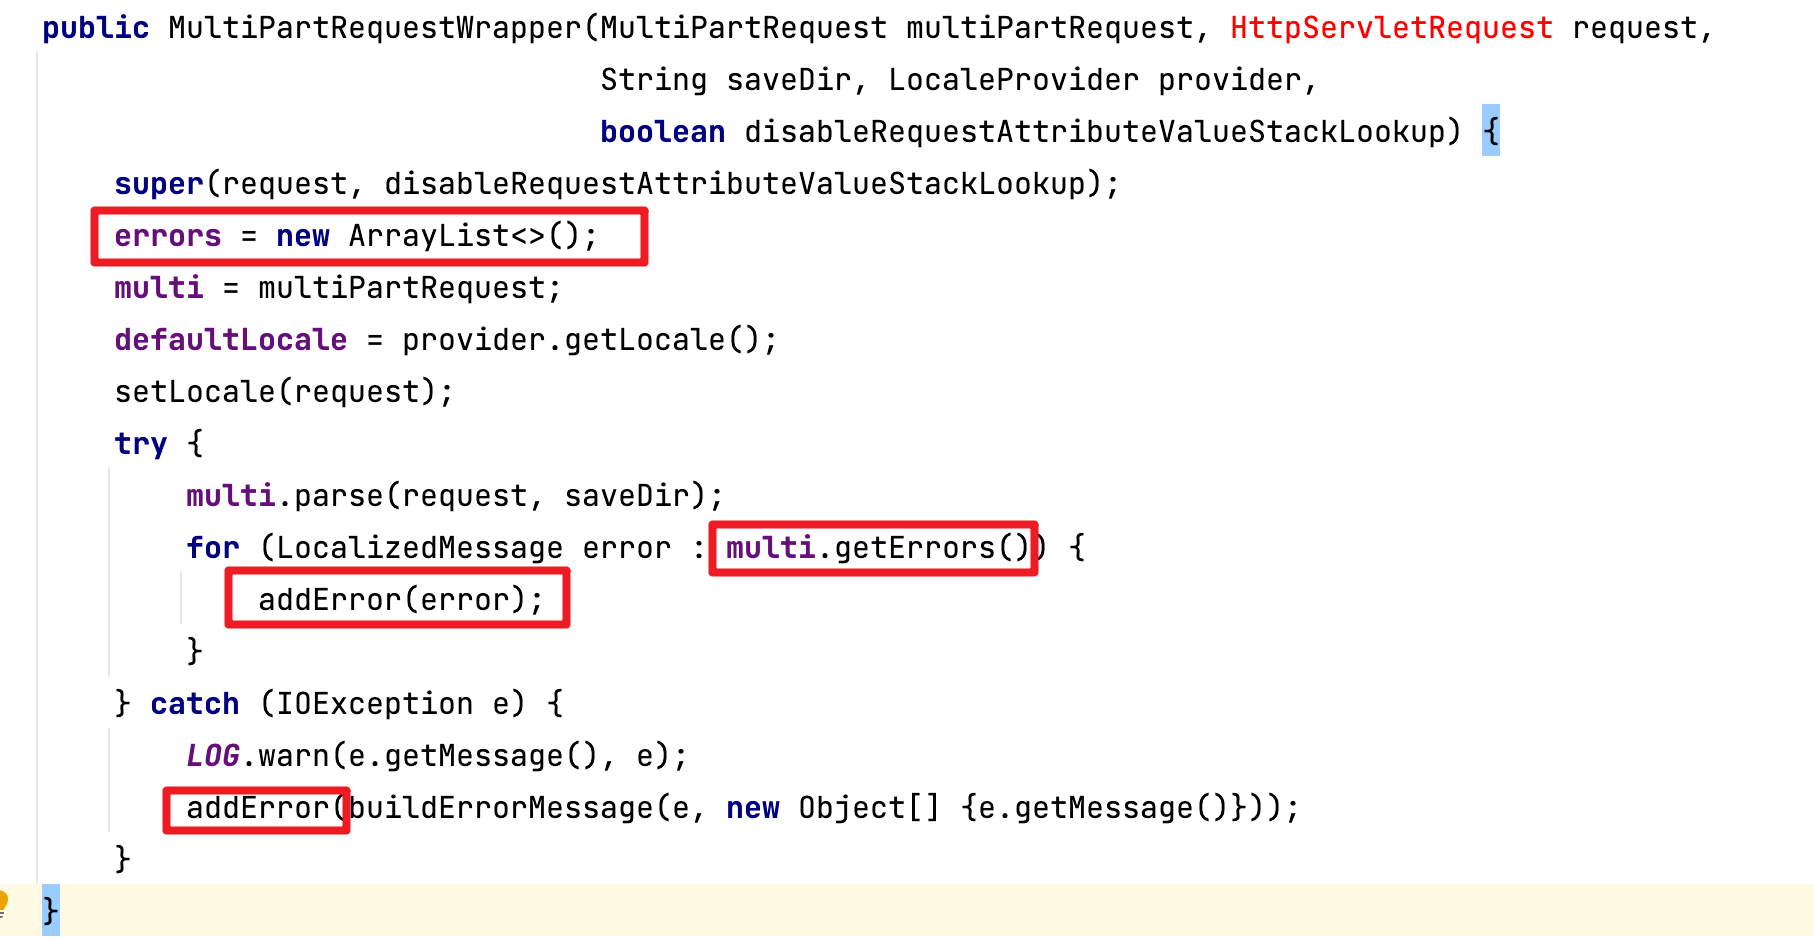 public MultiPartRequestWrapper(MultiPartRequest multiPartRequest, HttpServletRequest request,
String saveDir, LocaleProvider provider,
boolean disableRequestAttributeValueStackLookup) {
super(request, disableRequestAttributeValueStackLookup);
errors = new ArrayList<>();
multi = multiPartRequest;
defaultLocale = provider.getLocale();
setLocale(request);
try {
multi.parse(request, saveDir);
for (LocalizedMessage error : multi.getErrors()) {
addError(error);
}
} catch (IOException e) {
LOG.warn(e.getMessage(), e);
addError(buildErrorMessage(e, new Object[] {e.getMessage()}));
}
}